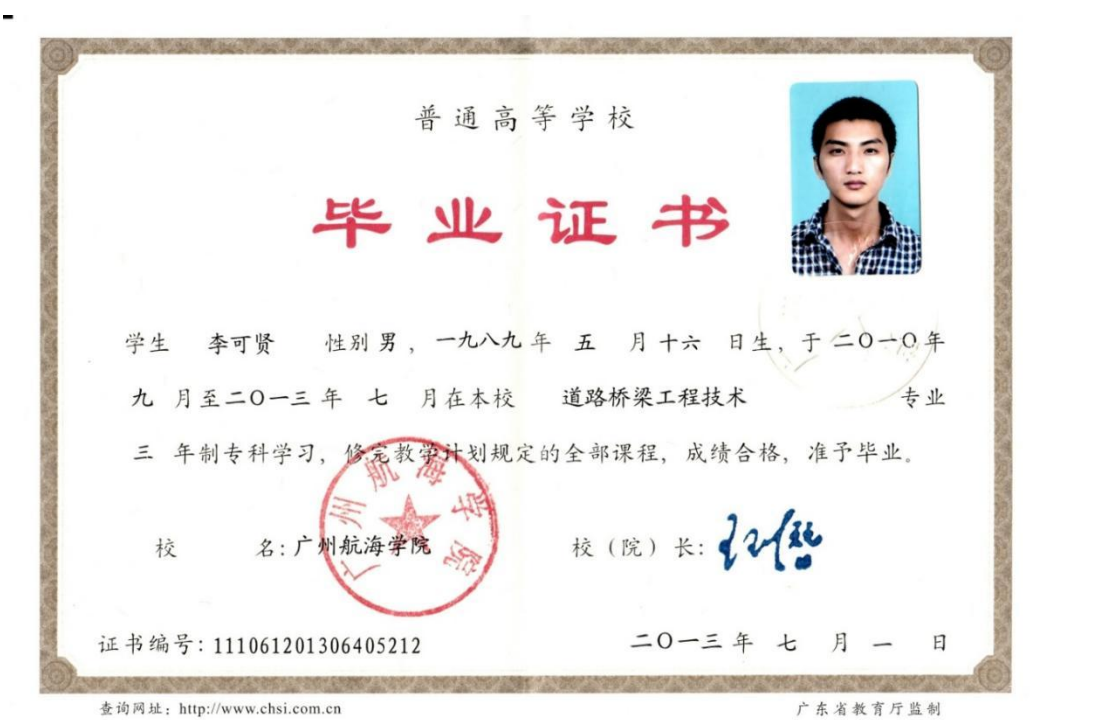 普通高等学校
毕业证书
学生 李可贤 性别 男 ，一九八九 年 五 月 十六 日生，于 二〇一〇 年
九 月至 二〇一三 年 七 月在本校 道路桥梁工程技术 专业
三 年制专科学习，修完教学计划规定的全部课程，成绩合格，准予毕业。
广州航海学院
校 名: 广州航海学院 校（院）长:
证书编号: 111061201306405212 二〇一三 年 七 月 一 日
查询网址: http://www.chsi.com.cn 广东省教育厅监制